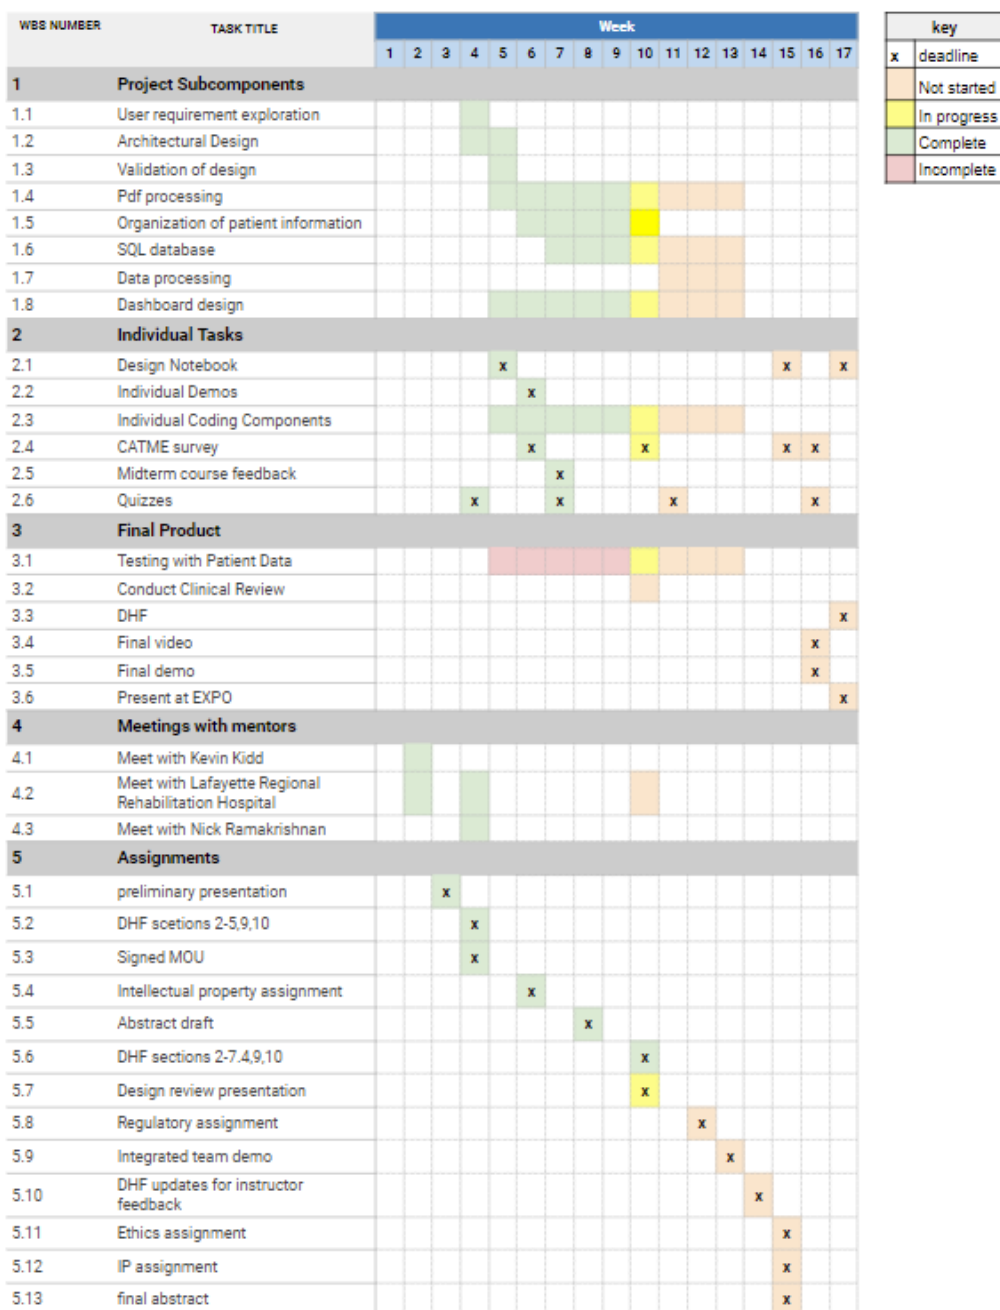 WBS NUMBER TASK TITLE Week
1 2 3 4 5 6 7 8 9 10 11 12 13 14 15 16 17
key
x deadline
Not started
In progress
Complete
Incomplete
1 Project Subcomponents
1.1 User requirement exploration
1.2 Architectural Design
1.3 Validation of design
1.4 Pdf processing
1.5 Organization of patient information
1.6 SQL database
1.7 Data processing
1.8 Dashboard design
2 Individual Tasks
2.1 Design Notebook x x x
2.2 Individual Demos x
2.3 Individual Coding Components
2.4 CATME survey x x x x
2.5 Midterm course feedback x
2.6 Quizzes x x x x
3 Final Product
3.1 Testing with Patient Data
3.2 Conduct Clinical Review
3.3 DHF x
3.4 Final video x
3.5 Final demo x
3.6 Present at EXPO x
4 Meetings with mentors
4.1 Meet with Kevin Kidd
4.2 Meet with Lafayette Regional
Rehabilitation Hospital
4.3 Meet with Nick Ramakrishnan
5 Assignments
5.1 preliminary presentation x
5.2 DHF scetions 2-5,9,10 x
5.3 Signed MOU x
5.4 Intellectual property assignment x
5.5 Abstract draft x
5.6 DHF sections 2-7.4,9,10 x
5.7 Design review presentation x
5.8 Regulatory assignment x
5.9 Integrated team demo x
5.10 DHF updates for instructor
feedback x
5.11 Ethics assignment x
5.12 IP assignment x
5.13 final abstract x